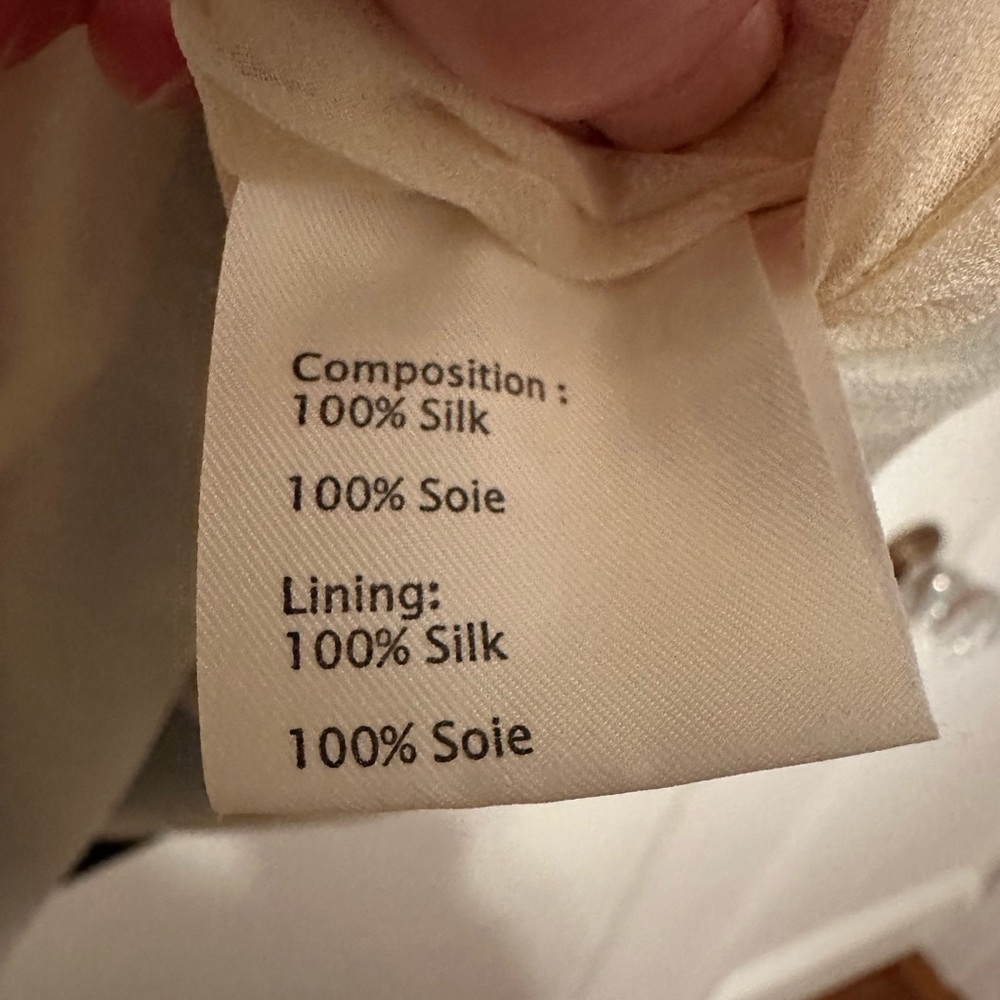 Composition :
100% Silk
100% Soie
Lining:
100% Silk
100% Soie